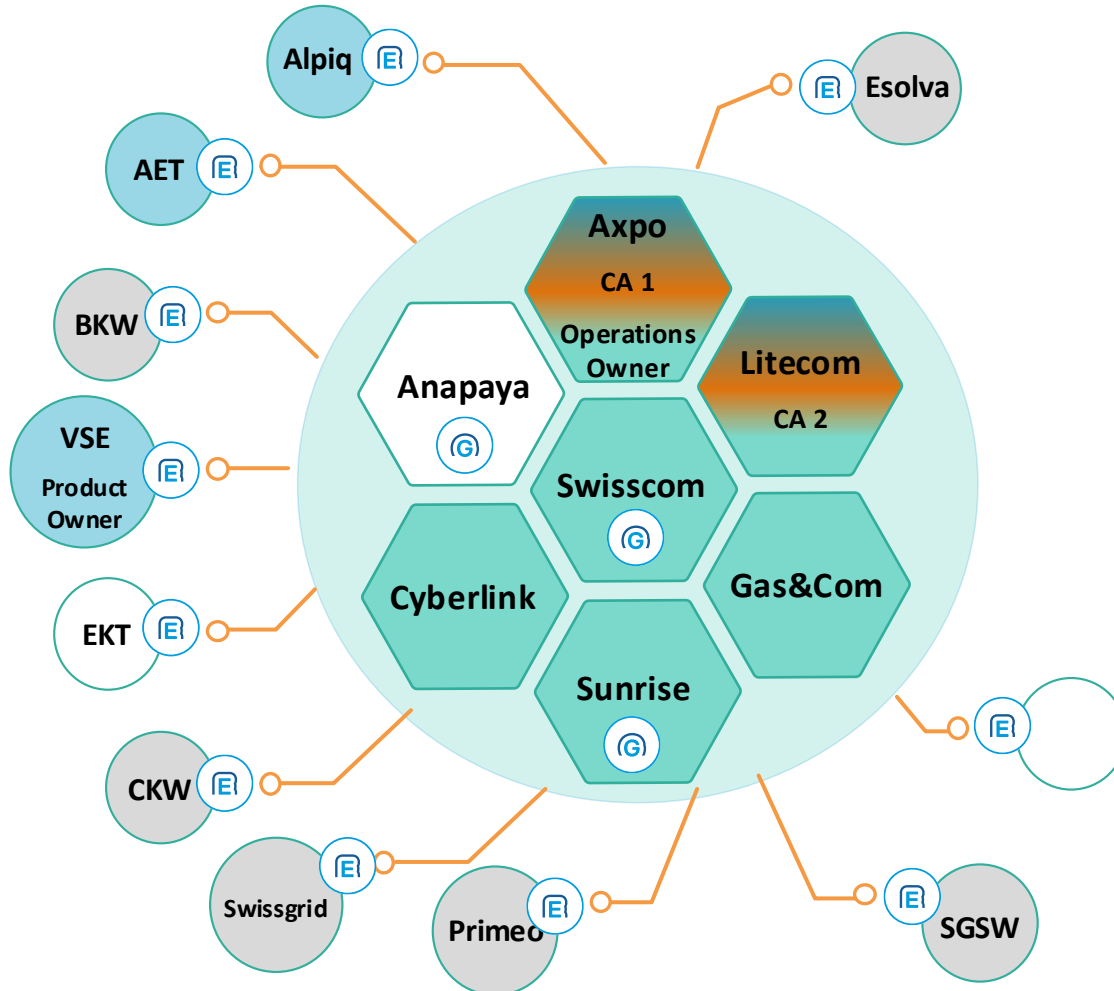 Alpiq
E
E
Esolva
AET
E
Axpo
CA 1
Operations
Owner
BKW
E
Anapaya
G
Litecom
CA 2
VSE
Product
Owner
E
Swisscom
G
Cyberlink
Gas&Com
EKT
E
Sunrise
G
E
CKW
E
Swissgrid
E
Primeo
E
E
SGSW